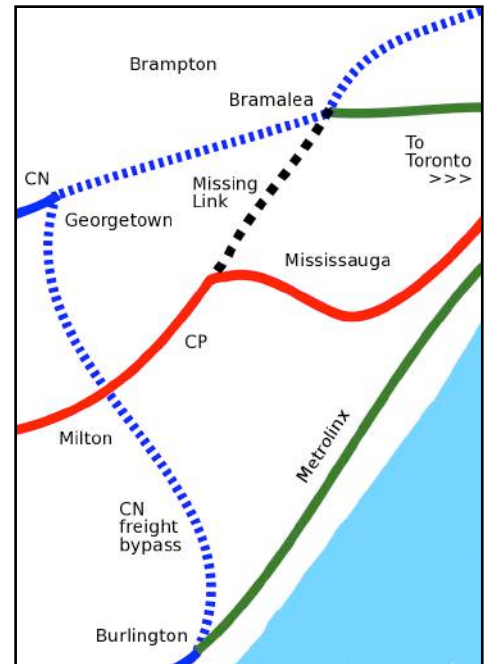 Brampton
Bramalea
To
Toronto
>>>
CN
Missing
Link
Georgetown
Mississauga
CP
Milton
Metrolinx
CN
freight
bypass
Burlington